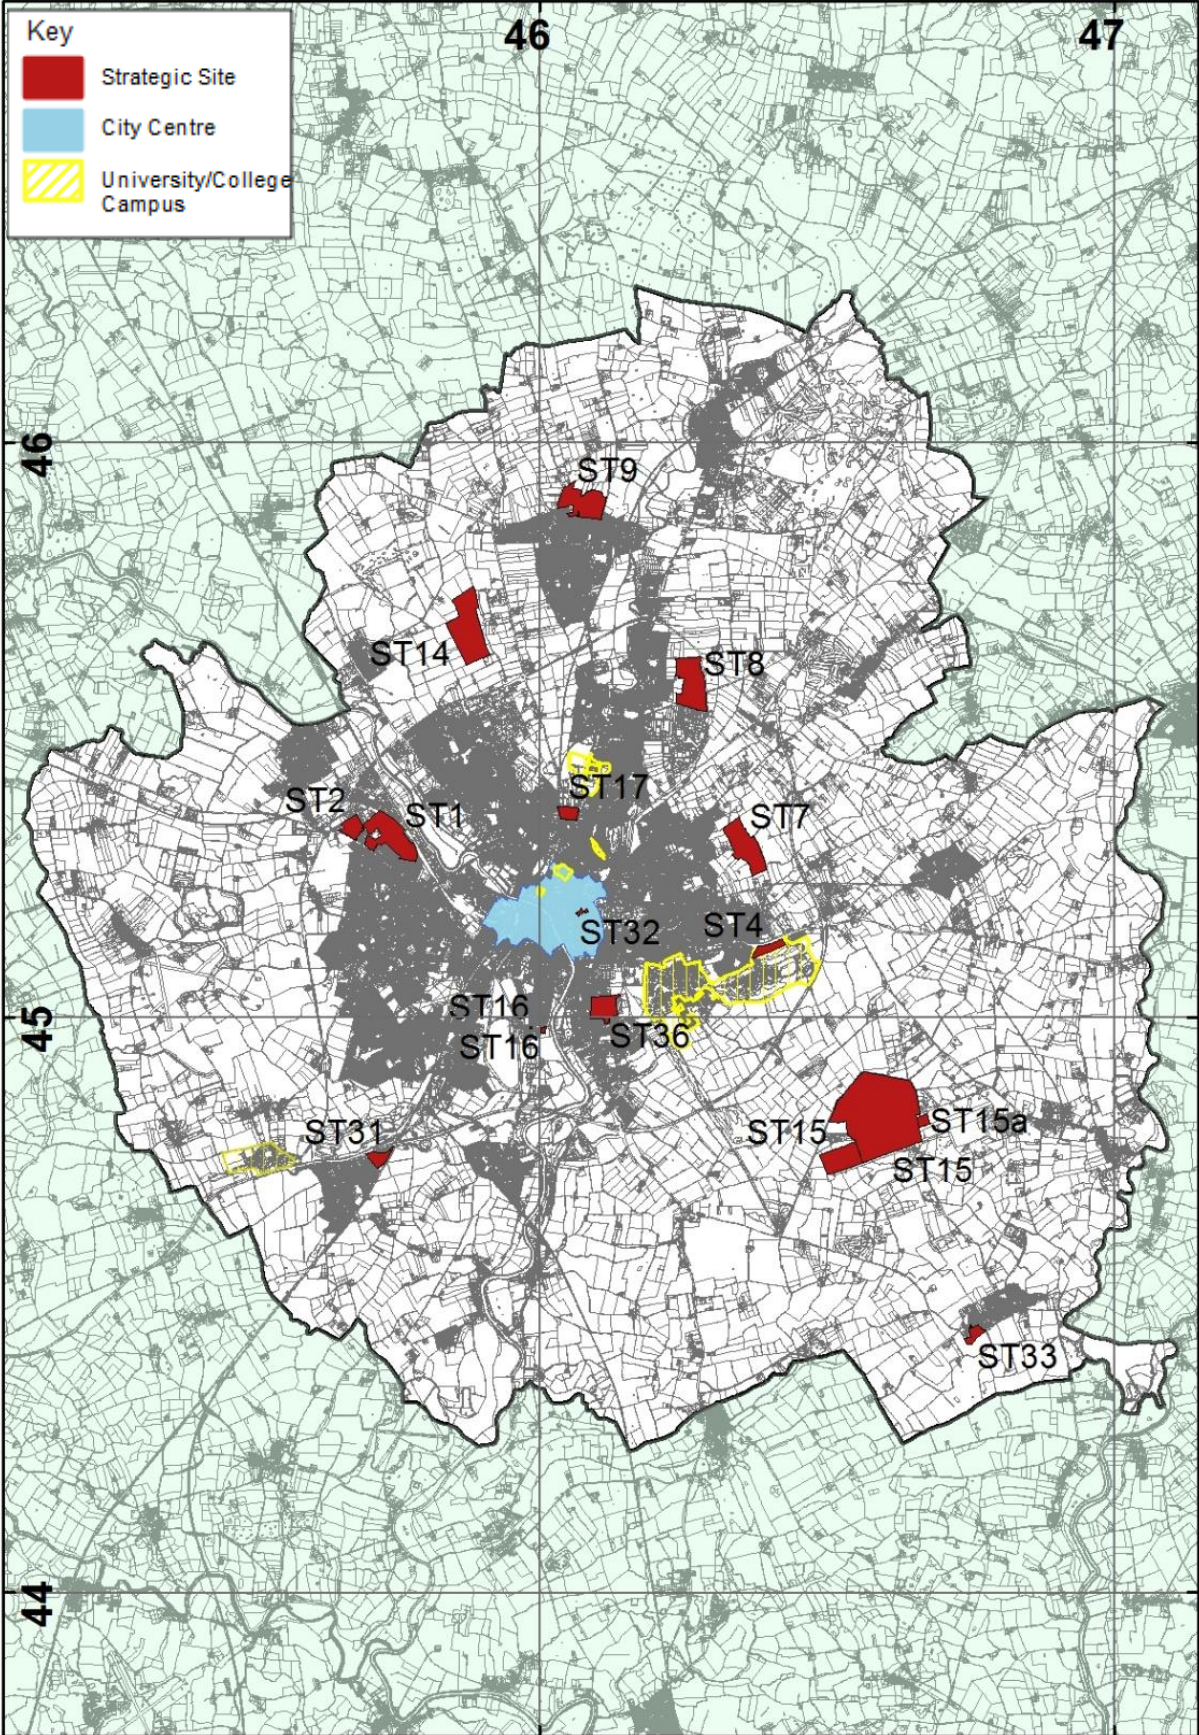 Key
Strategic Site
City Centre
University/College
Campus
46
47
46
ST9
ST14
ST8
ST17
ST2
ST1
ST7
ST32
ST4
ST16
45
ST36
ST16
ST15a
ST31
ST15
ST15
ST33
44